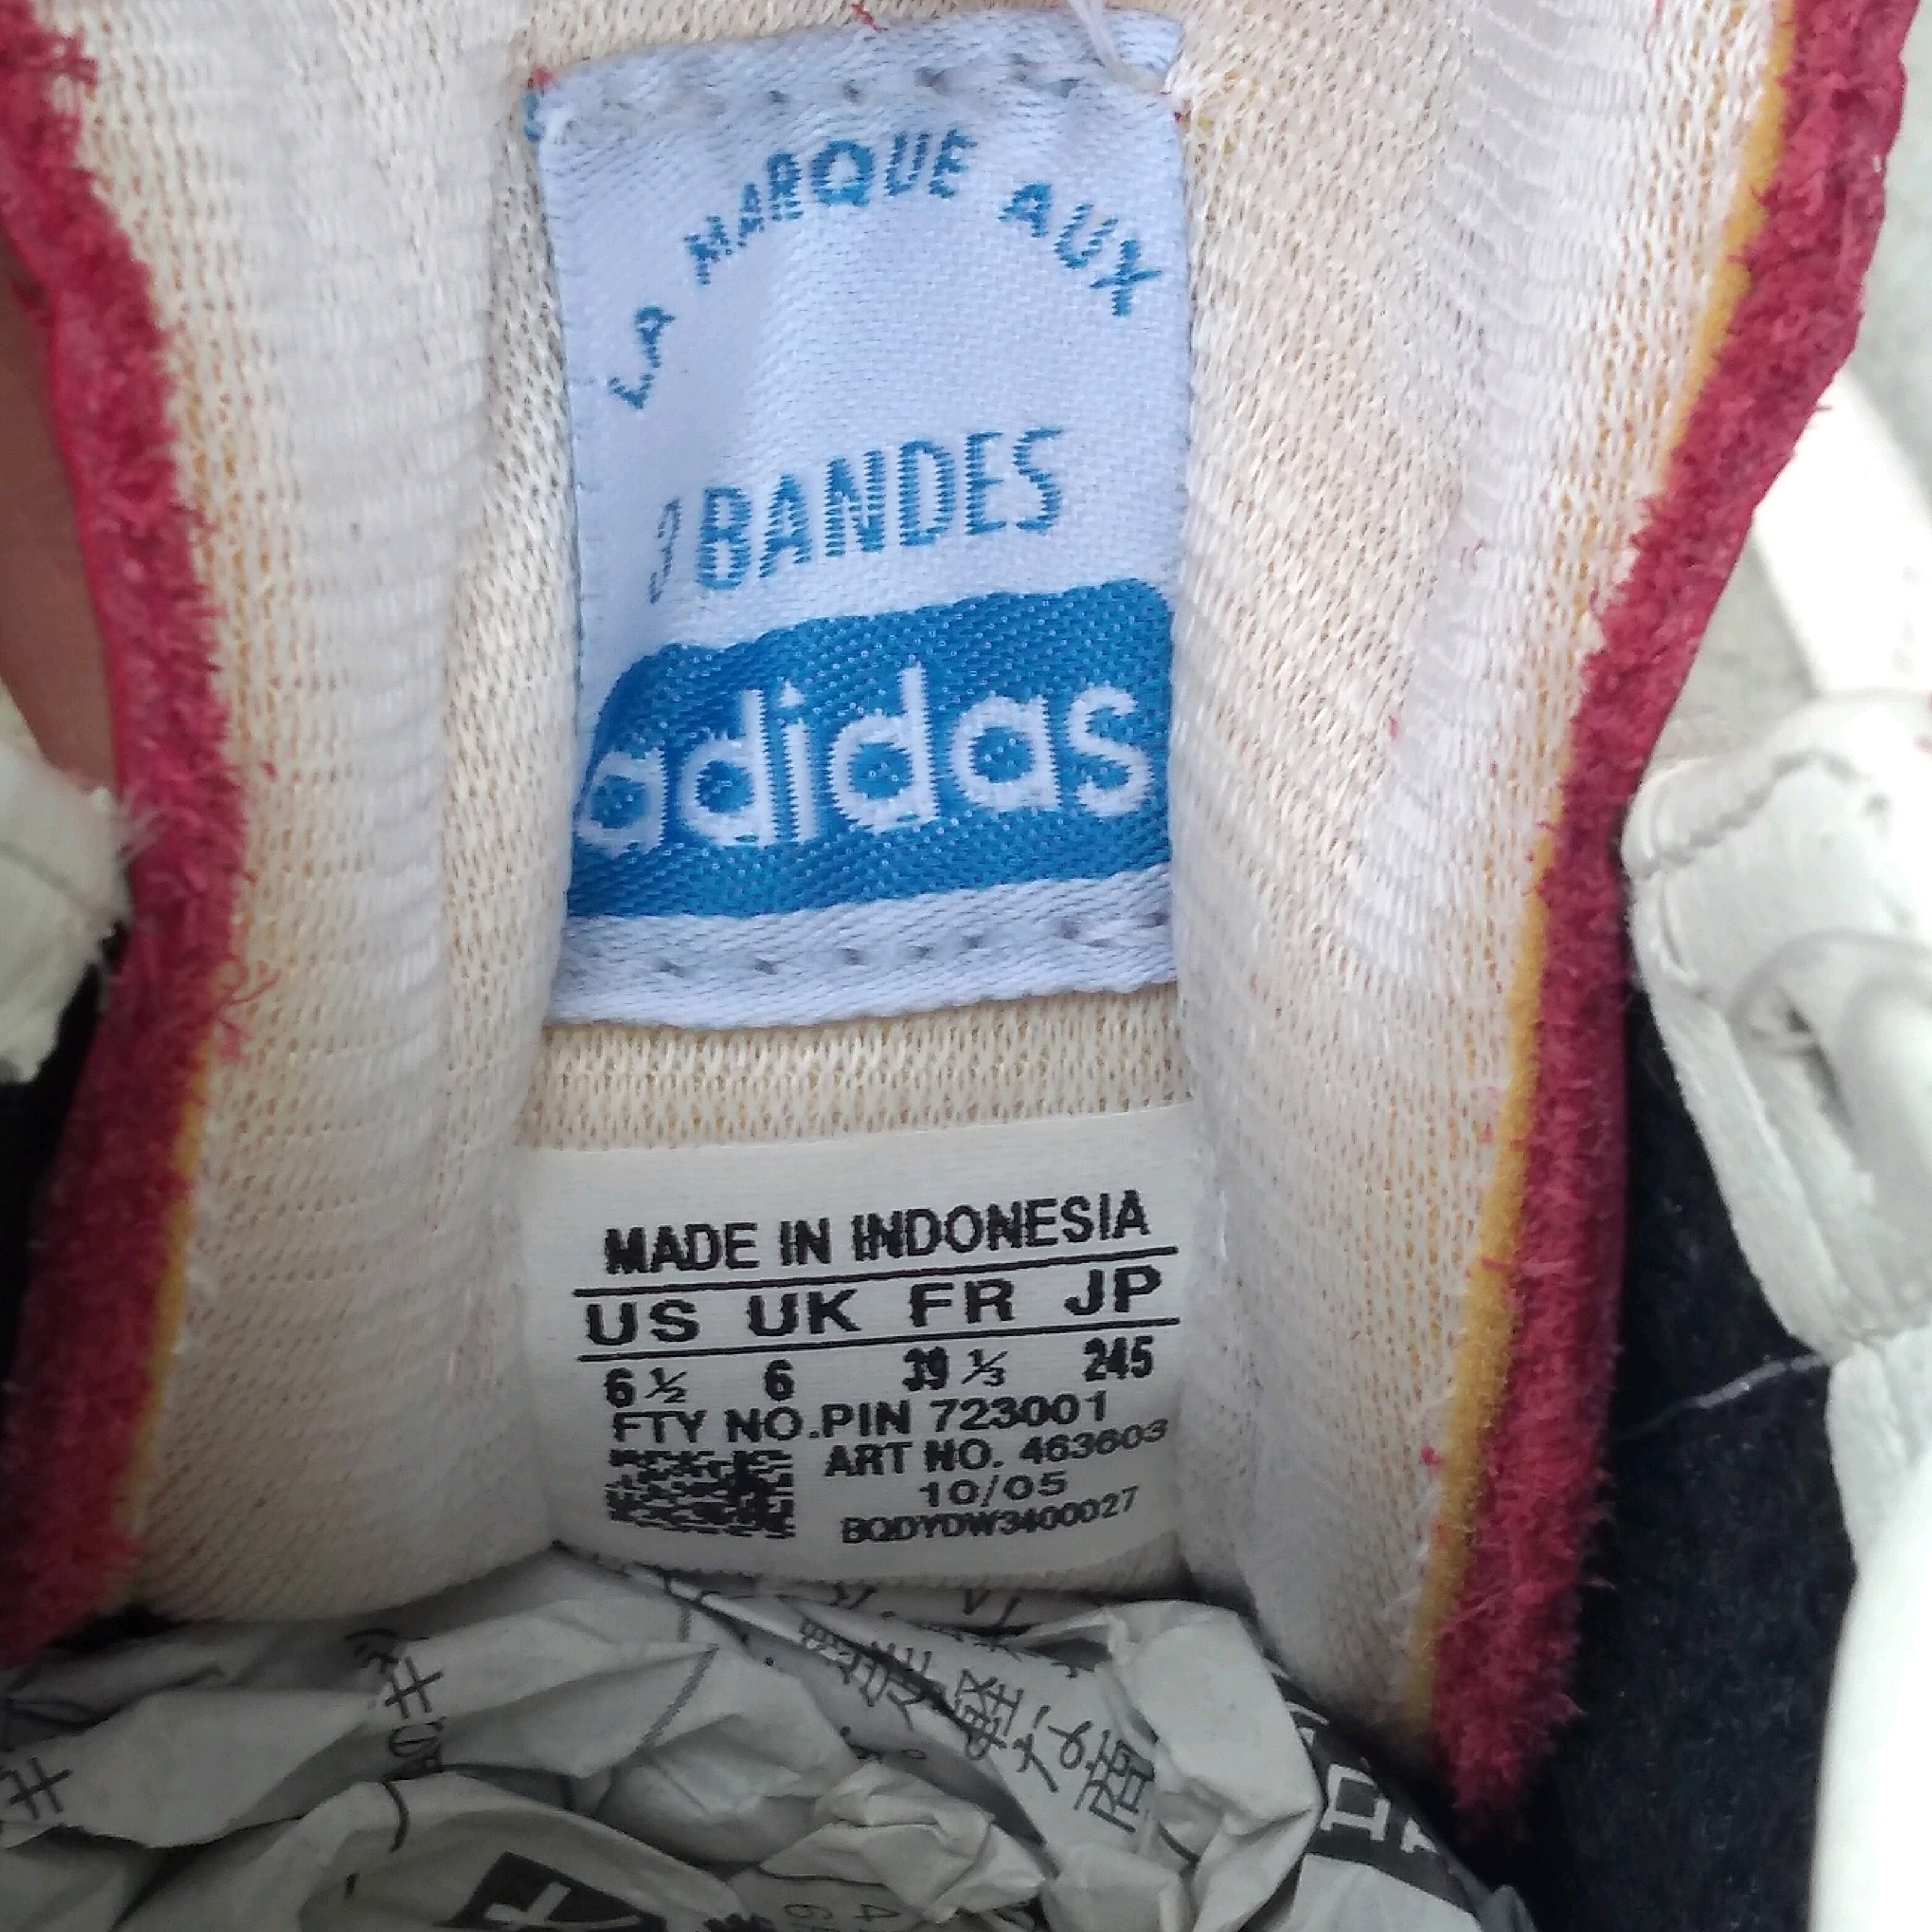 LA MARQUE AUX
3 BANDES
adidas
MADE IN INDONESIA
US UK FR JP
6 ½ 6 39 ⅓ 245
FTY NO.PIN 723001
ART NO. 463603
10/05
BQDYDW3400027